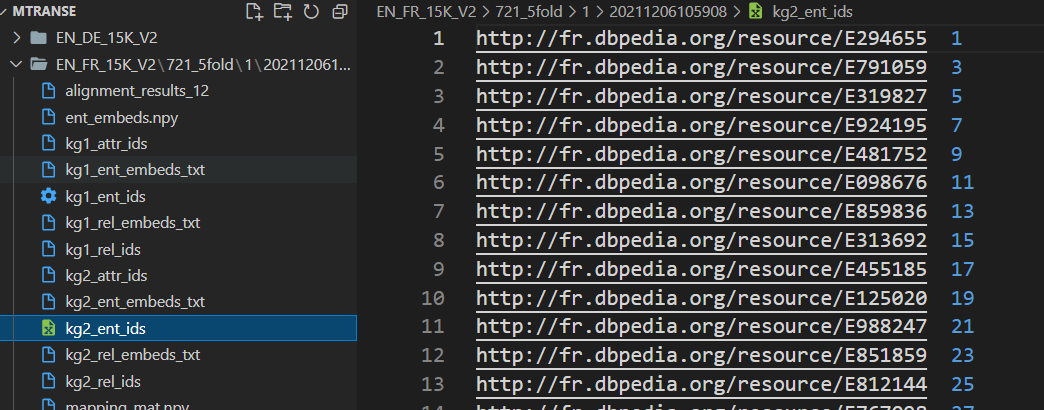 MTRANSE
EN_DE_15K_V2
EN_FR_15K_V2\721_5fold\1\202112061...
alignment_results_12
ent_embeds.npy
kg1_attr_ids
kg1_ent_embeds_txt
kg1_ent_ids
kg1_rel_embeds_txt
kg1_rel_ids
kg2_attr_ids
kg2_ent_embeds_txt
kg2_ent_ids
kg2_rel_embeds_txt
kg2_rel_ids
mapping_mat.npy
EN_FR_15K_V2 > 721_5fold > 1 > 20211206105908 > kg2_ent_ids
1 http://fr.dbpedia.org/resource/E294655 1
2 http://fr.dbpedia.org/resource/E791059 3
3 http://fr.dbpedia.org/resource/E319827 5
4 http://fr.dbpedia.org/resource/E924195 7
5 http://fr.dbpedia.org/resource/E481752 9
6 http://fr.dbpedia.org/resource/E098676 11
7 http://fr.dbpedia.org/resource/E859836 13
8 http://fr.dbpedia.org/resource/E313692 15
9 http://fr.dbpedia.org/resource/E455185 17
10 http://fr.dbpedia.org/resource/E125020 19
11 http://fr.dbpedia.org/resource/E988247 21
12 http://fr.dbpedia.org/resource/E851859 23
13 http://fr.dbpedia.org/resource/E812144 25